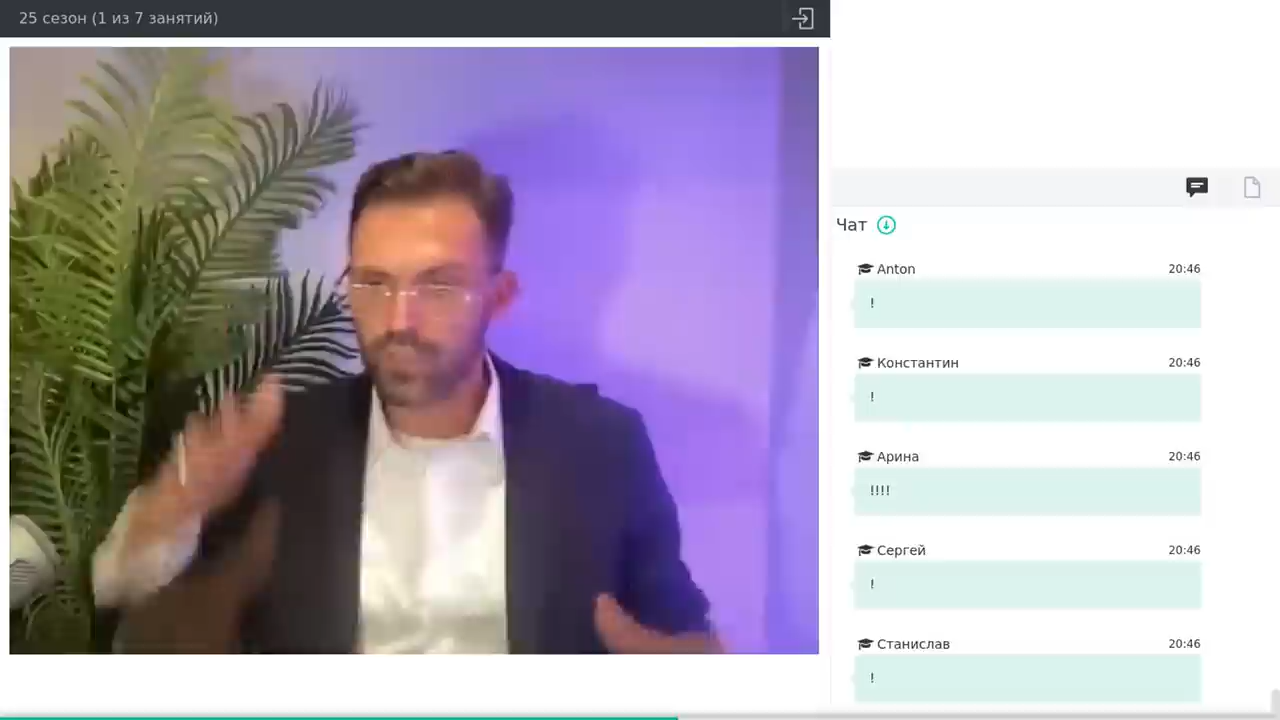 25 сезон (1 из 7 занятий)
Чат
Anton 20:46
!
Константин 20:46
!
Арина 20:46
!!!!
Сергей 20:46
!
Станислав 20:46
!